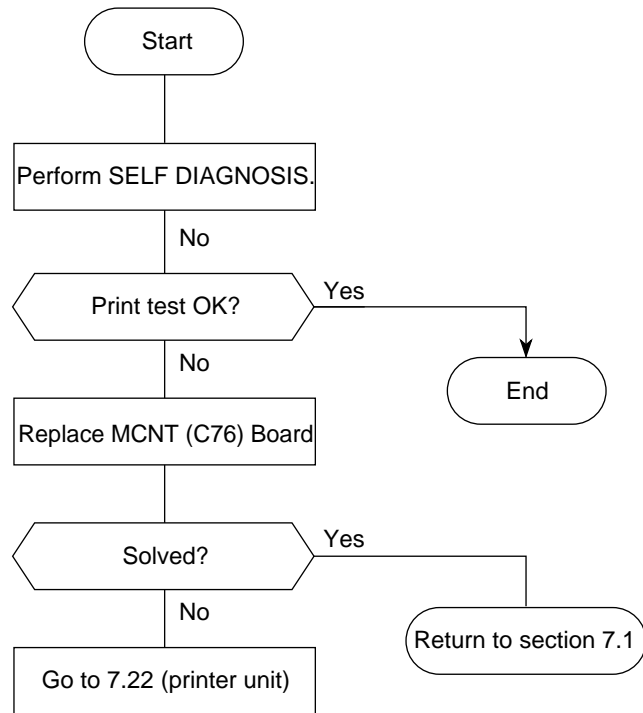 Start
Perform SELF DIAGNOSIS.
No
Print test OK?
Yes
No
End
Replace MCNT (C76) Board
Solved?
Yes
No
Return to section 7.1
Go to 7.22 (printer unit)